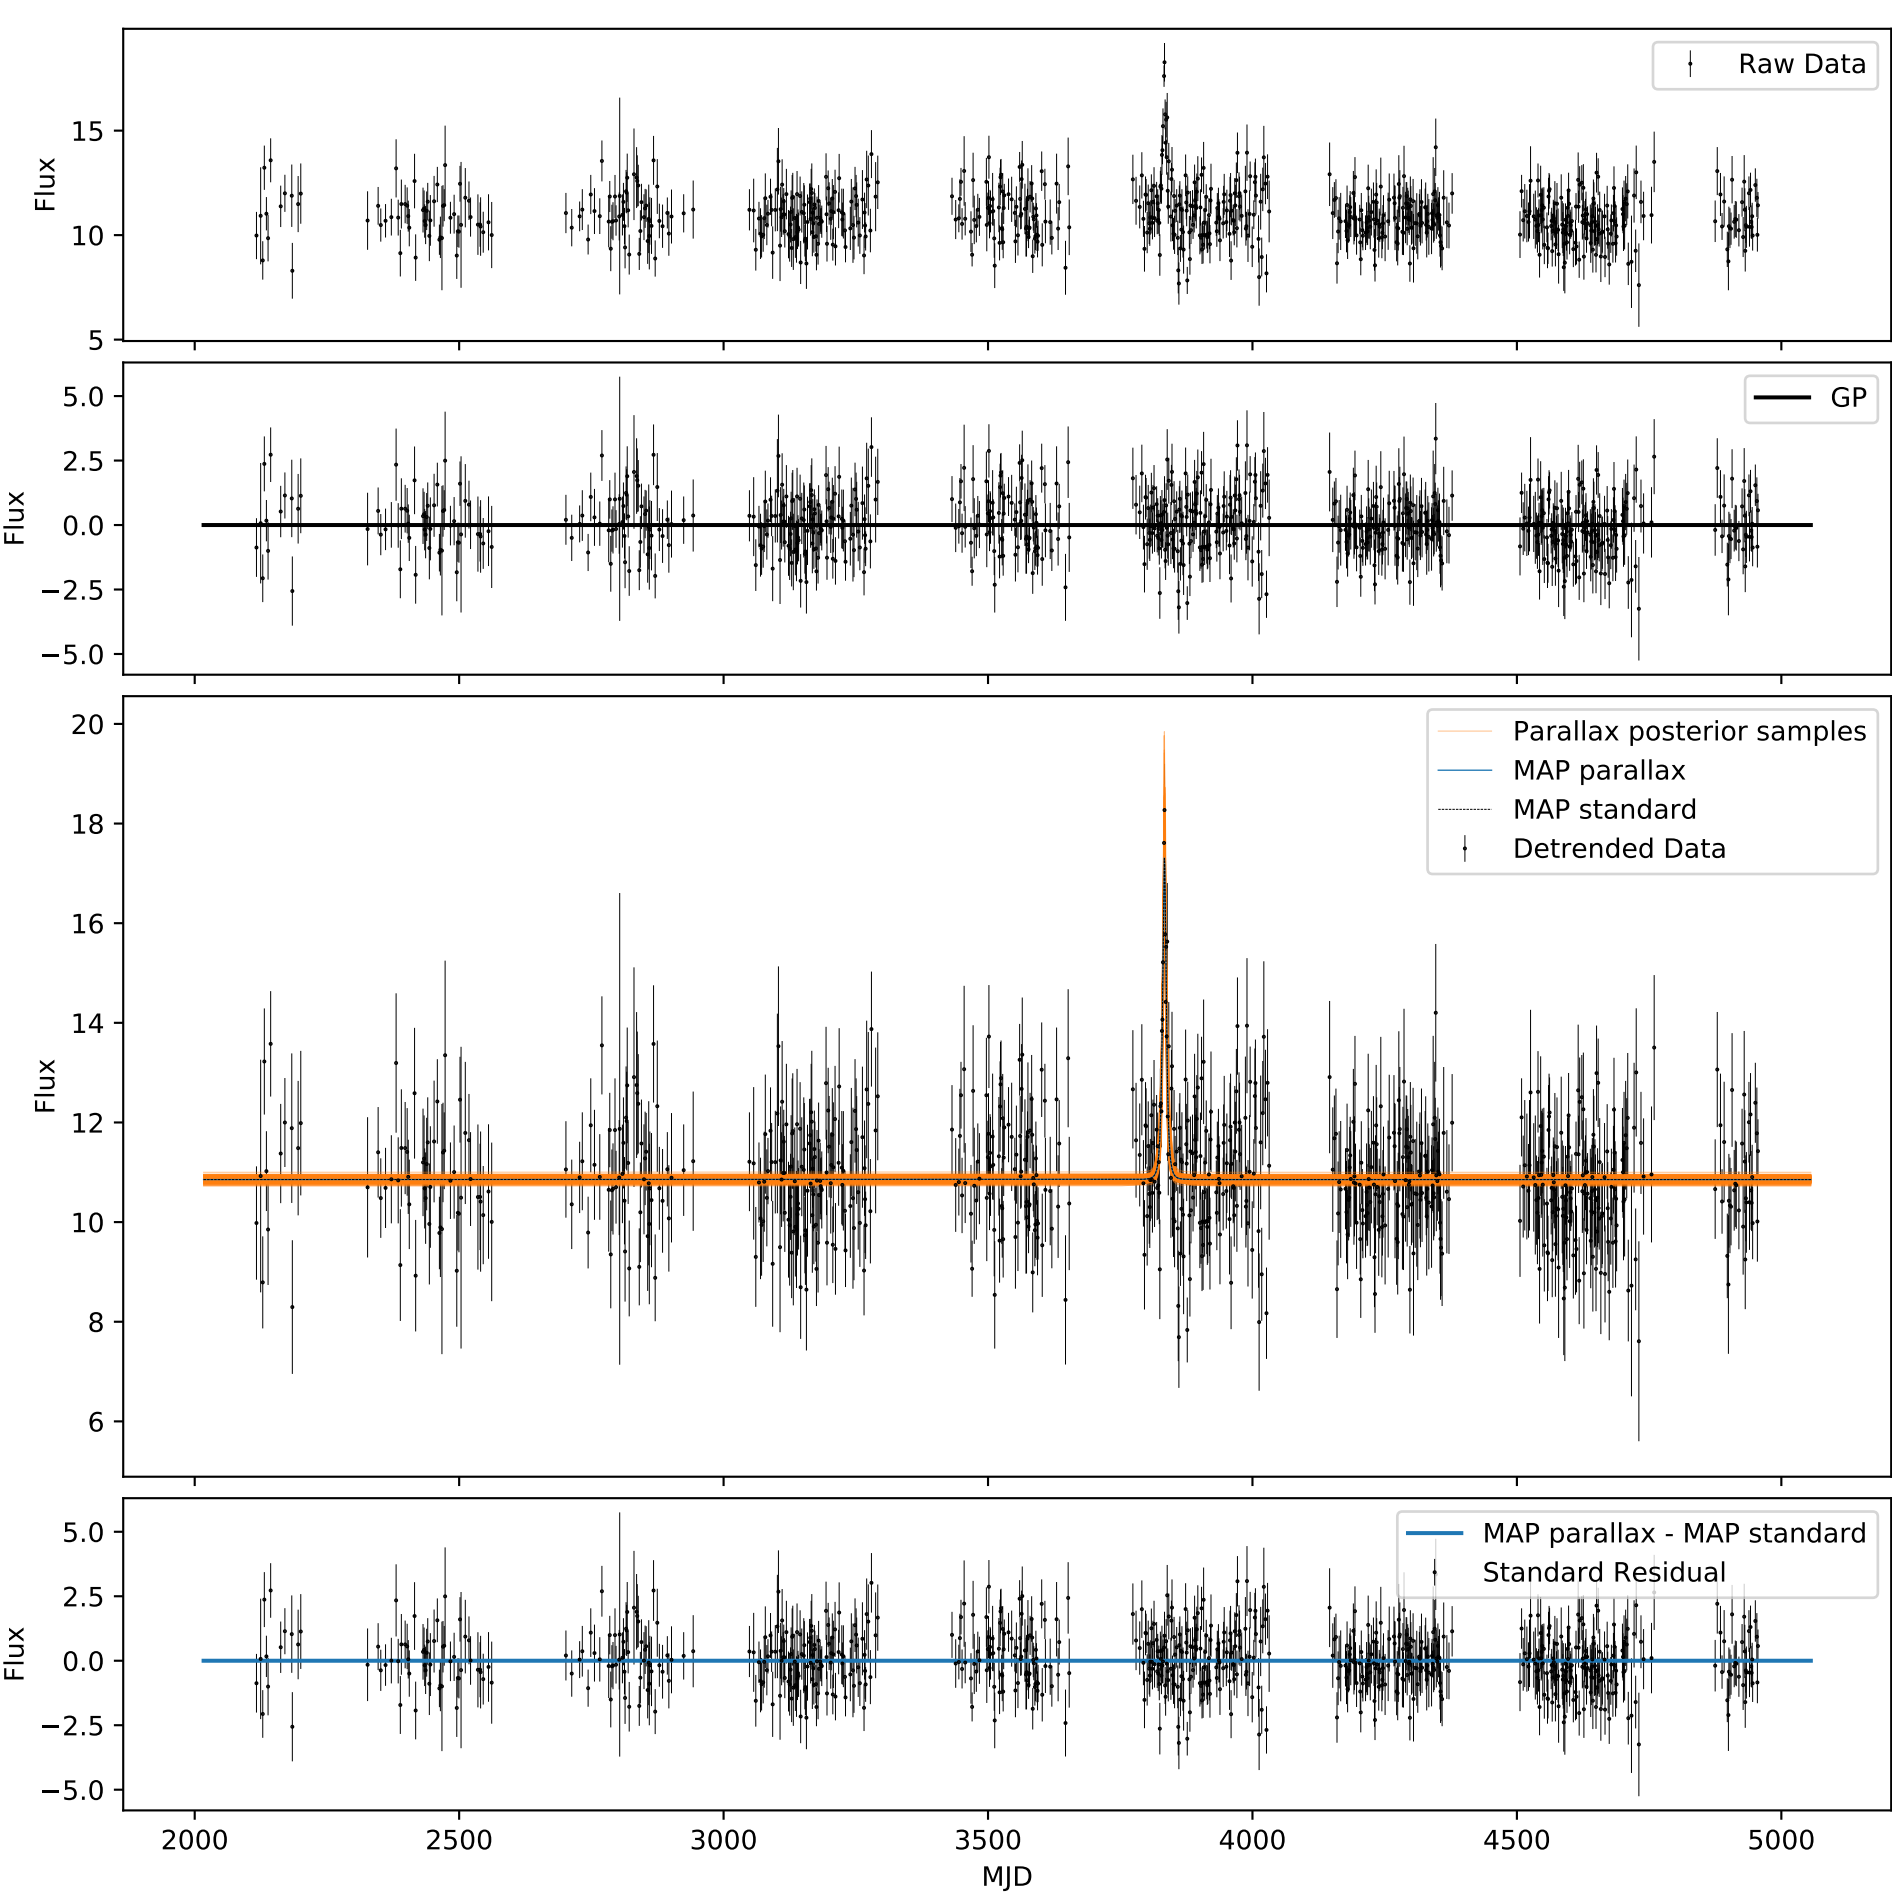 Flux
15
10
5
Raw Data
Flux
5.0
2.5
0.0
−2.5
−5.0
GP
Flux
20
18
16
14
12
10
8
6
Parallax posterior samples
MAP parallax
MAP standard
Detrended Data
Flux
5.0
2.5
0.0
−2.5
−5.0
MAP parallax - MAP standard
Standard Residual
2000 2500 3000 3500 4000 4500 5000
MJD